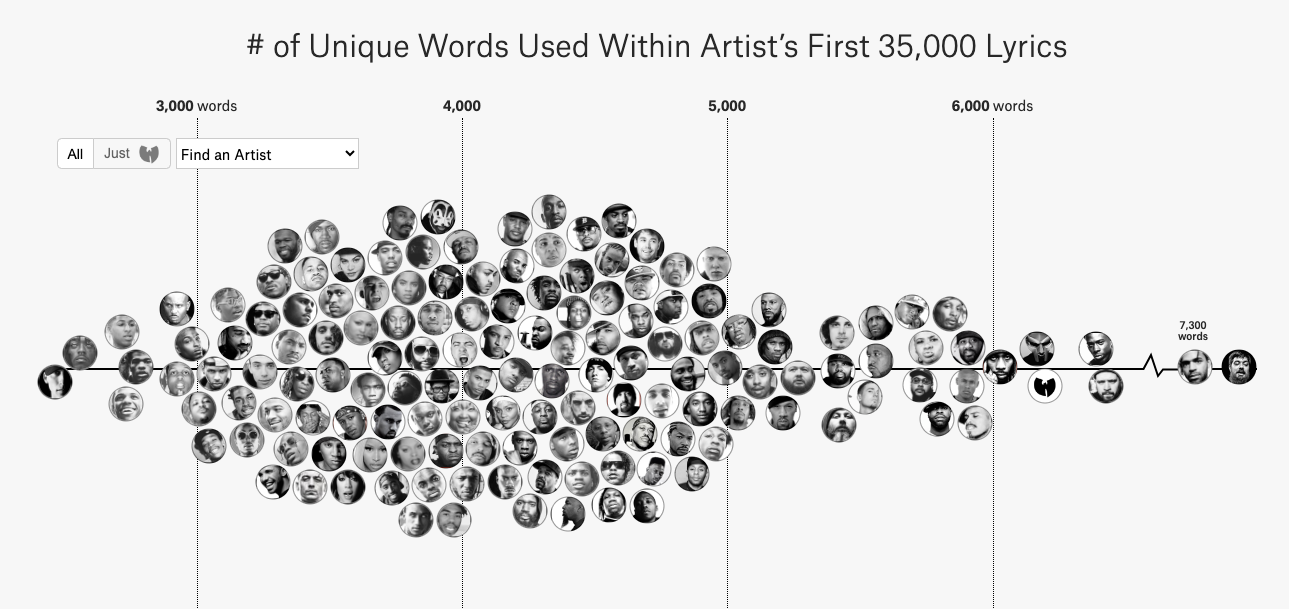 # of Unique Words Used Within Artist's First 35,000 Lyrics
3,000 words 4,000 5,000 6,000 words
All Just Find an Artist
7,300
words